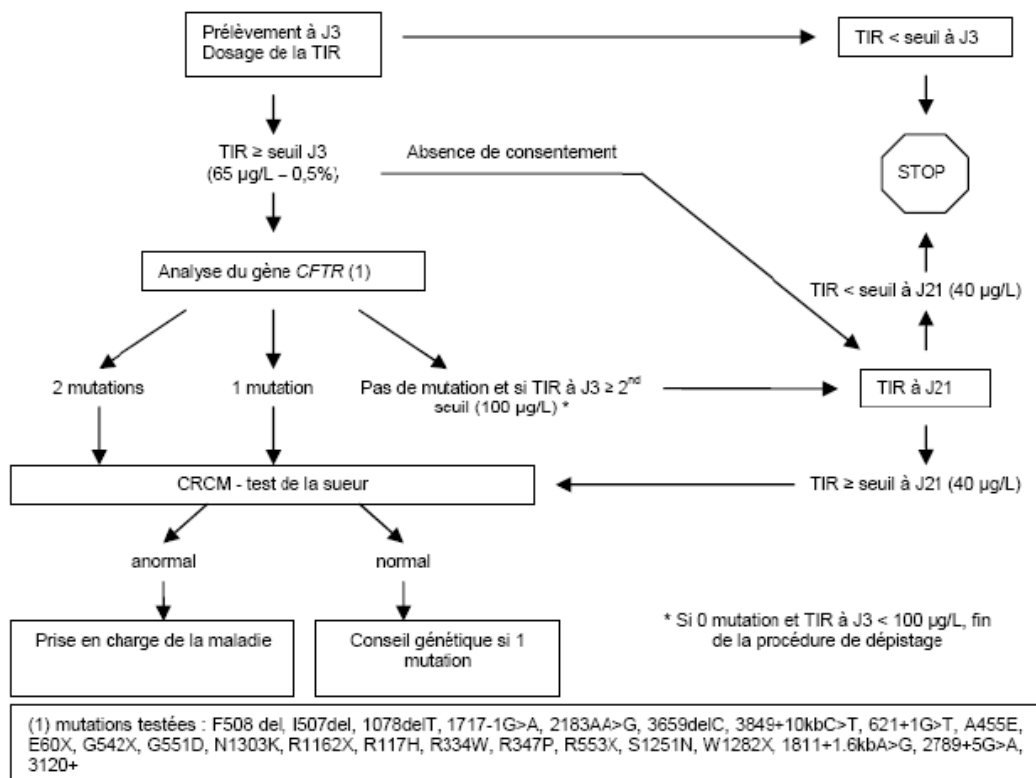 Prélèvement à J3
Dosage de la TIR
TIR < seuil à J3
TIR ≥ seuil J3
(65 µg/L – 0,5%)
Absence de consentement
STOP
Analyse du gène CFTR (1)
TIR < seuil à J21 (40 µg/L)
2 mutations
1 mutation
Pas de mutation et si TIR à J3 ≥ 2nd
seuil (100 µg/L) *
TIR à J21
CRCM - test de la sueur
TIR ≥ seuil à J21 (40 µg/L)
anormal
normal
Prise en charge de la maladie
Conseil génétique si 1
mutation
* Si 0 mutation et TIR à J3 < 100 µg/L, fin
de la procédure de dépistage
(1) mutations testées : F508 del, I507del, 1078delT, 1717-1G>A, 2183AA>G, 3659delC, 3849+10kbC>T, 621+1G>T, A455E,
E60X, G542X, G551D, N1303K, R1162X, R117H, R334W, R347P, R553X, S1251N, W1282X, 1811+1.6kbA>G, 2789+5G>A,
3120+